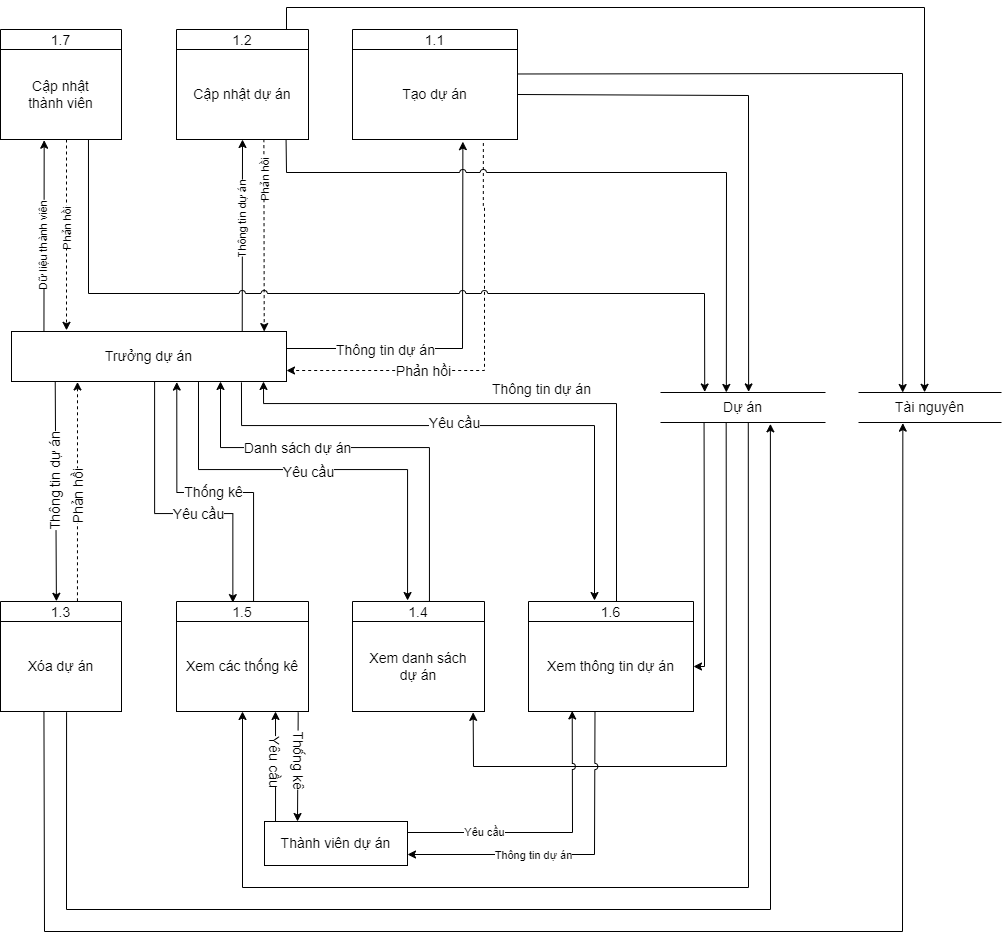 1.7
1.2
1.1
Cập nhật
thành viên
Cập nhật dự án
Tạo dự án
Dữ liệu thành viên
Phản hồi
Thông tin dự án
Phản hồi
Trưởng dự án
Thông tin dự án
Phản hồi
Thông tin dự án
Dự án
Tài nguyên
Yêu cầu
Danh sách dự án
Yêu cầu
Thống kê
Yêu cầu
Thông tin dự án
Phản hồi
1.3
1.5
1.4
1.6
Xóa dự án
Xem các thống kê
Xem danh sách
dự án
Xem thông tin dự án
Yêu cầu
Thống kê
Thành viên dự án
Yêu cầu
Thông tin dự án